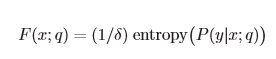 F(x; q) = (1/δ) entropy(P(y|x; q))